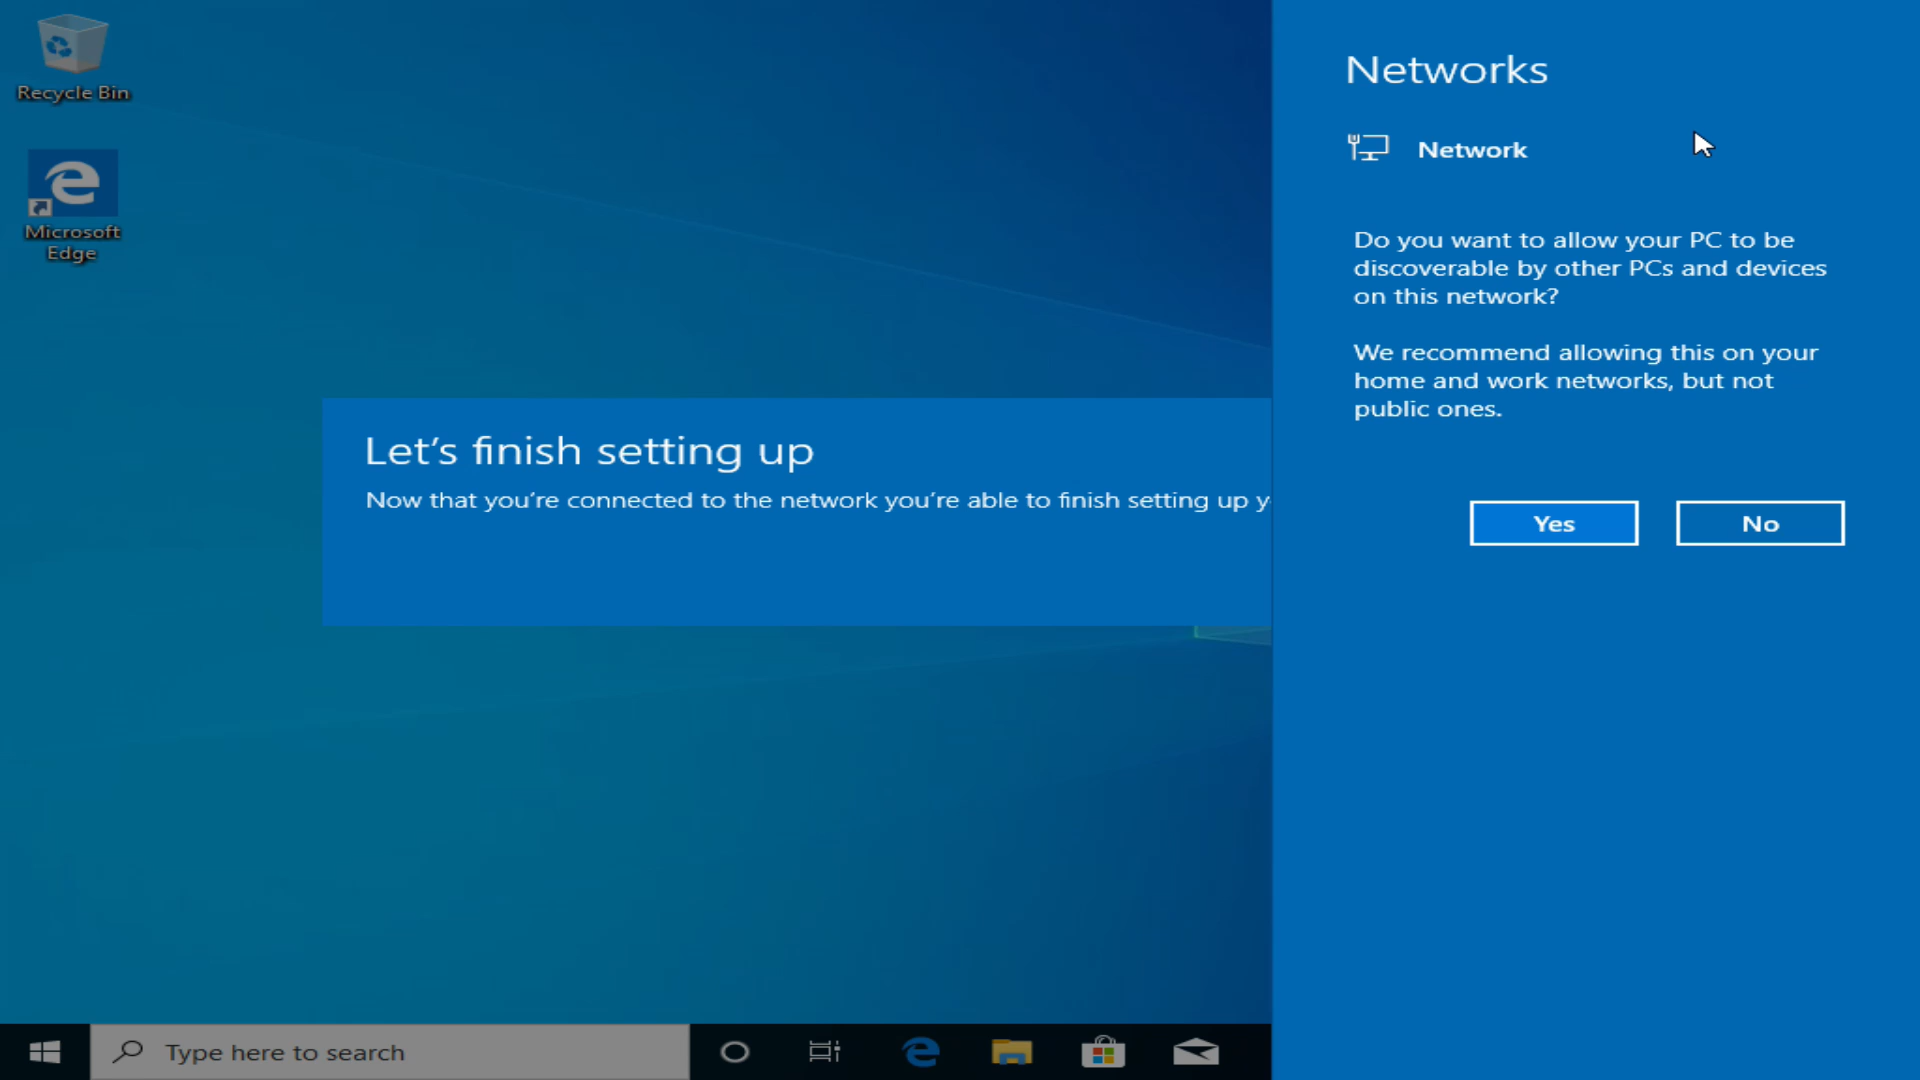 Recycle Bin
Microsoft
Edge
Let's finish setting up
Now that you're connected to the network you're able to finish setting up y
Networks
Network
Do you want to allow your PC to be
discoverable by other PCs and devices
on this network?
We recommend allowing this on your
home and work networks, but not
public ones.
Yes
No
Type here to search